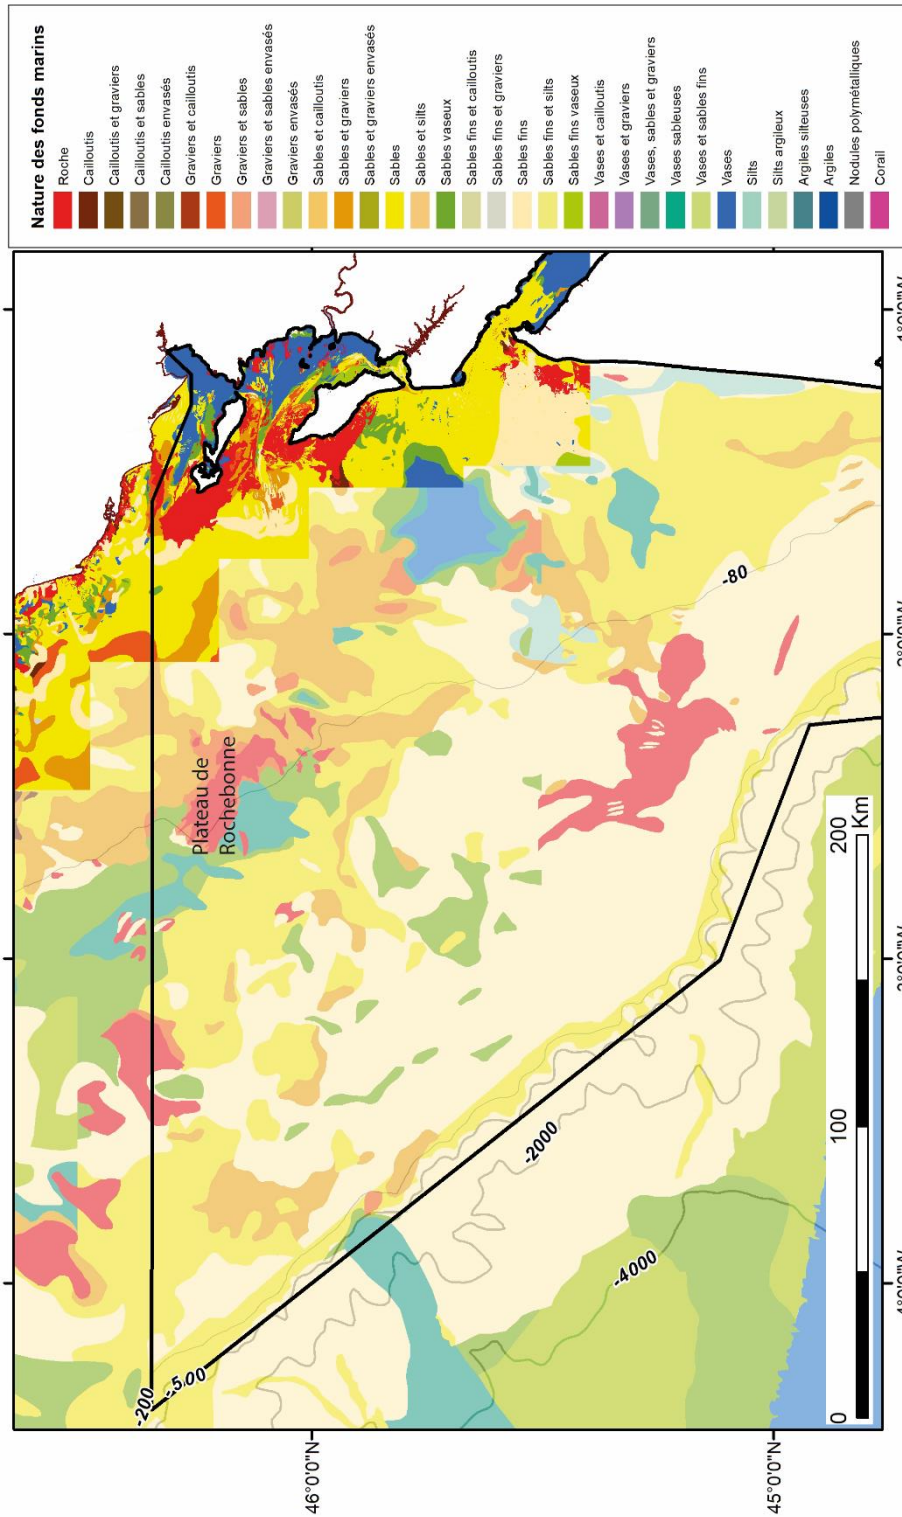 Nature des fonds marins
Roche
Cailloutis
Cailloutis et graviers
Cailloutis et sables
Cailloutis envasés
Graviers et cailloutis
Graviers
Graviers et sables
Graviers et sables envasés
Graviers envasés
Sables et cailloutis
Sables et graviers
Sables et graviers envasés
Sables
Sables et silts
Sables vaseux
Sables fins et cailloutis
Sables fins et graviers
Sables fins
Sables fins et silts
Sables fins vaseux
Vases et cailloutis
Vases et graviers
Vases, sables et graviers
Vases sableuses
Vases et sables fins
Vases
Silts
Silts argileux
Argiles silteuses
Argiles
Nodules polymétalliques
Corail
Plateau de
Rochebonne
-80
-200
-500
-2000
-4000
0
100
200
Km
46°0'0"N
45°0'0"N